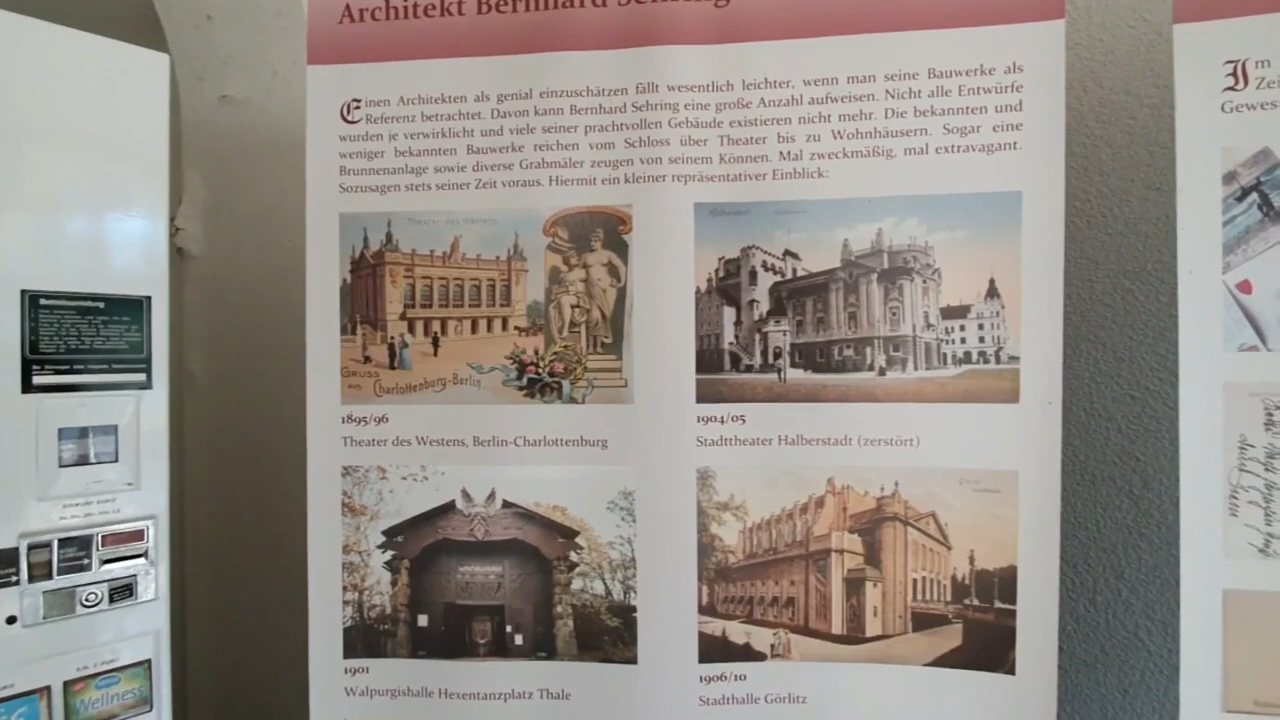 Architekt Bernhard Sehring
Einen Architekten als genial einzuschätzen fällt wesentlich leichter, wenn man seine Bauwerke als
Referenz betrachtet. Davon kann Bernhard Sehring eine große Anzahl aufweisen. Nicht alle Entwürfe
wurden je verwirklicht und viele seiner prachtvollen Gebäude existieren nicht mehr. Die bekannten und
weniger bekannten Bauwerke reichen vom Schloss über Theater bis zu Wohnhäusern. Sogar eine
Brunnenanlage sowie diverse Grabmäler zeugen von seinem Können. Mal zweckmäßig, mal extravagant.
Sozusagen stets seiner Zeit voraus. Hiermit ein kleiner repräsentativer Einblick:
Theater des Westens
Gruss
aus Charlottenburg-Berlin.
1895/96
Theater des Westens, Berlin-Charlottenburg
Halberstadt
1904/05
Stadttheater Halberstadt (zerstört)
1901
Walpurgishalle Hexentanzplatz Thale
1906/10
Stadthalle Görlitz
Im
Gewes
Wellness